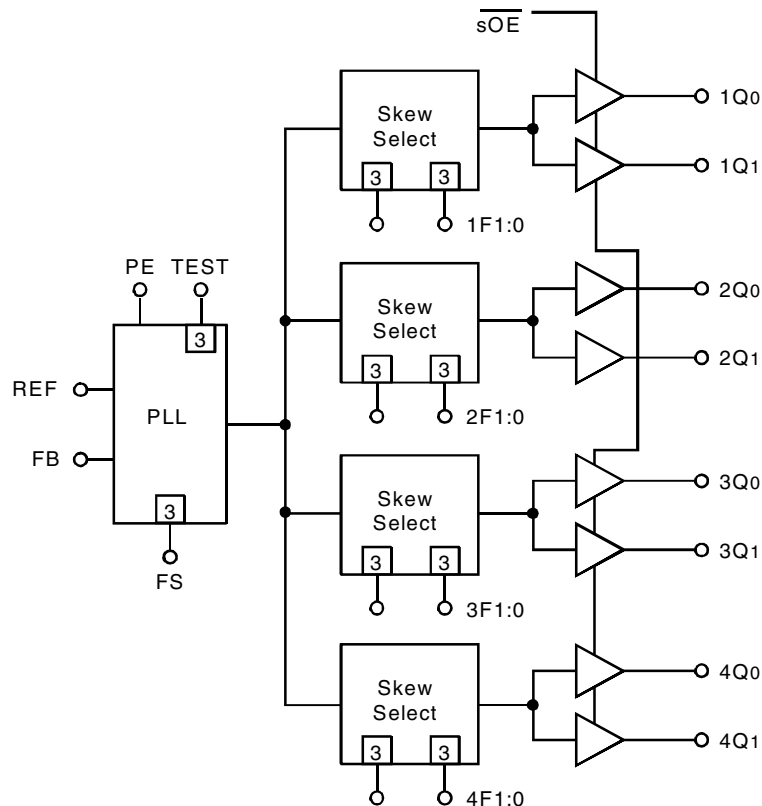 sOE
Skew
Select
3 3
1F1:0
1Q0
1Q1
PE TEST
3
REF
PLL
FB
3
FS
Skew
Select
3 3
2F1:0
2Q0
2Q1
Skew
Select
3 3
3F1:0
3Q0
3Q1
Skew
Select
3 3
4F1:0
4Q0
4Q1